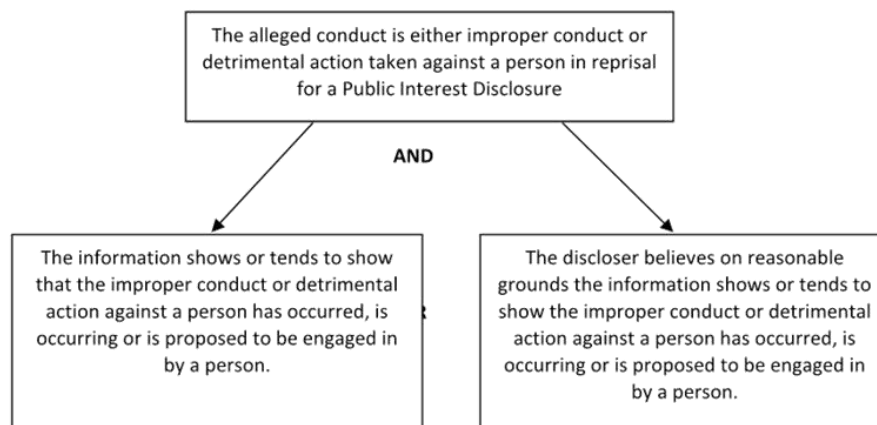 The alleged conduct is either improper conduct or
detrimental action taken against a person in reprisal
for a Public Interest Disclosure
AND
The information shows or tends to show
that the improper conduct or detrimental
action against a person has occurred, is
occurring or is proposed to be engaged in
by a person.
The discloser believes on reasonable
grounds the information shows or tends to
show the improper conduct or detrimental
action against a person has occurred, is
occurring or is proposed to be engaged in
by a person.